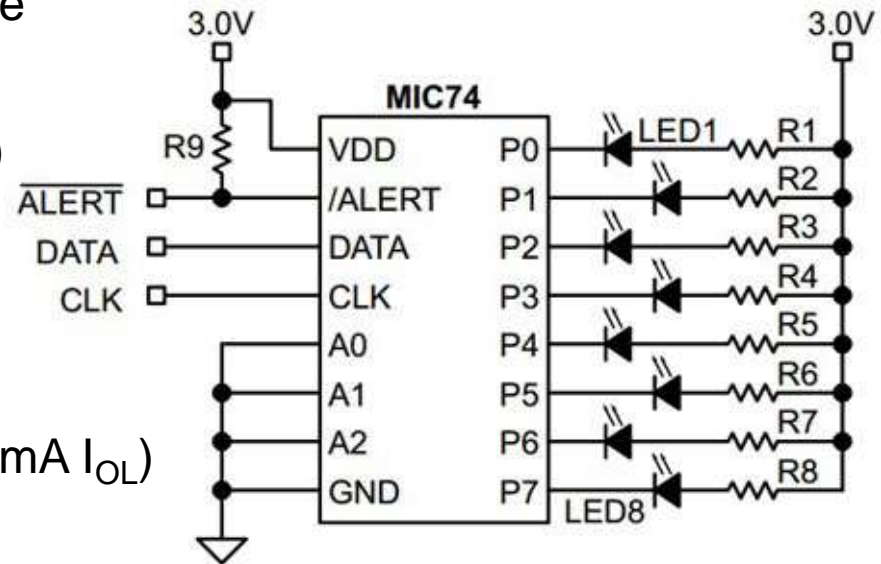 e
3.0V 3.0V
MIC74
)
R9 VDD P0 LED1 R1
ALERT /ALERT P1 R2
DATA DATA P2 R3
CLK CLK P3 R4
A0 P4 R5
A1 P5 R6
mA IOL) A2 P6 R7
GND P7 LED8 R8